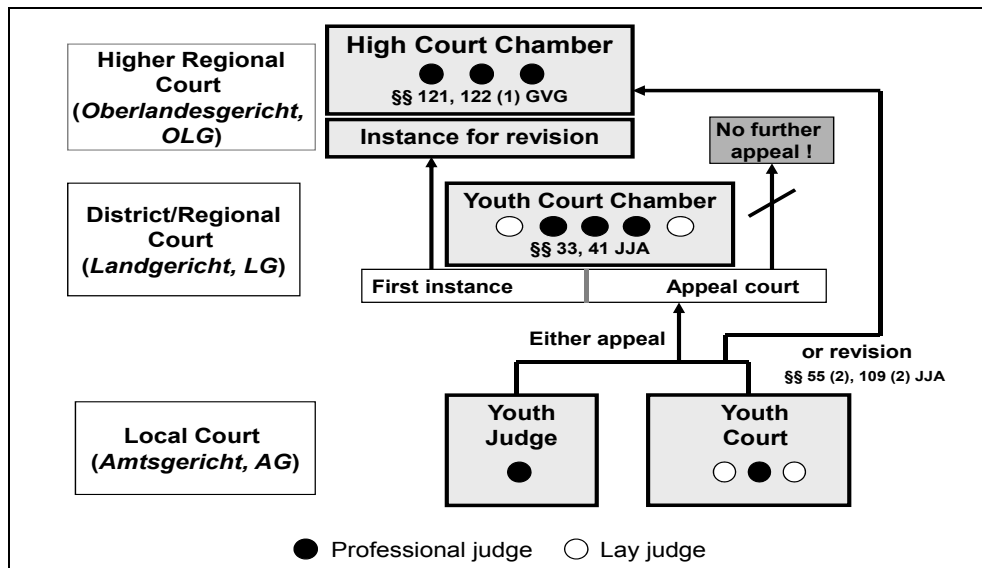 Higher Regional
Court
(Oberlandesgericht,
OLG)
High Court Chamber
§§ 121, 122 (1) GVG
Instance for revision
No further
appeal !
District/Regional
Court
(Landgericht, LG)
Youth Court Chamber
§§ 33, 41 JJA
First instance
Appeal court
Either appeal
or revision
§§ 55 (2), 109 (2) JJA
Local Court
(Amtsgericht, AG)
Youth
Judge
Youth
Court
Professional judge
Lay judge